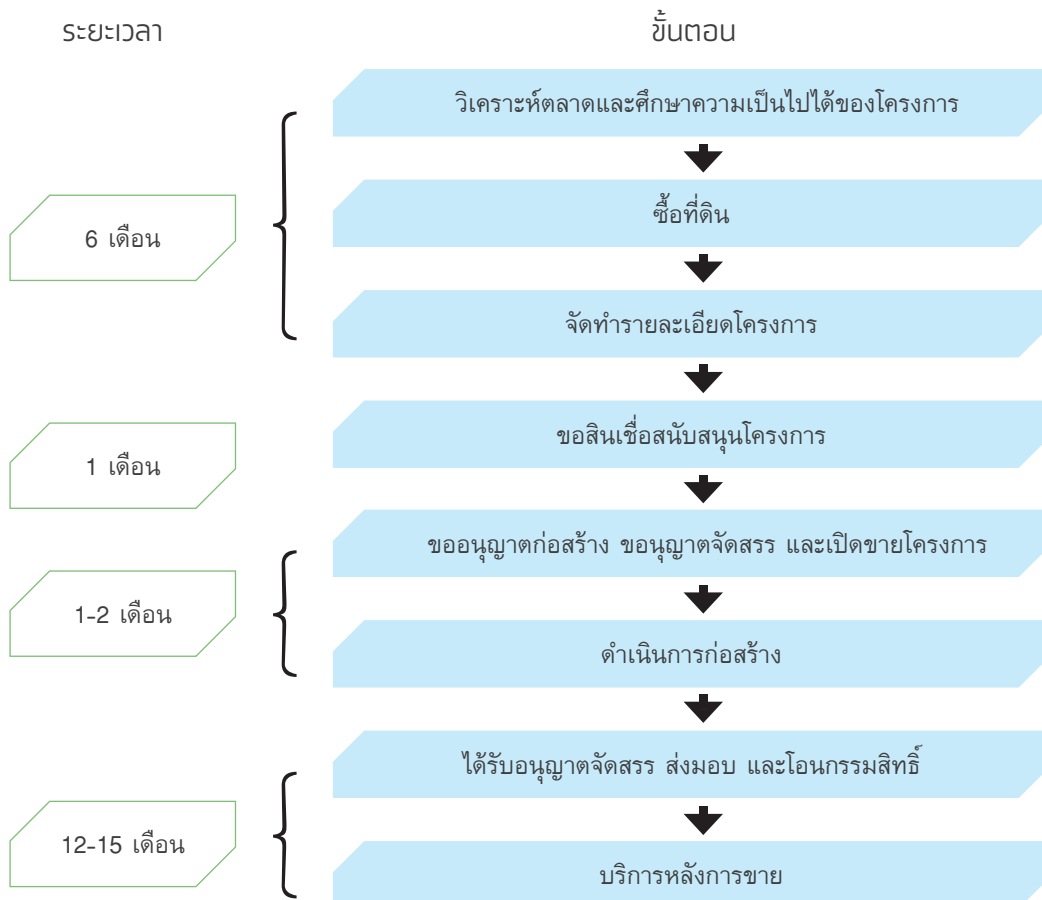 ระยะเวลา
ขั้นตอน
วิเคราะห์ตลาดและศึกษาความเป็นไปได้ของโครงการ
ซื้อที่ดิน
6 เดือน
จัดทำรายละเอียดโครงการ
ขอสินเชื่อสนับสนุนโครงการ
1 เดือน
ขออนุญาตก่อสร้าง ขอนุญาตจัดสรร และเปิดขายโครงการ
1-2 เดือน
ดำเนินการก่อสร้าง
ได้รับอนุญาตจัดสรร ส่งมอบ และโอนกรรมสิทธิ์
12-15 เดือน
บริการหลังการขาย